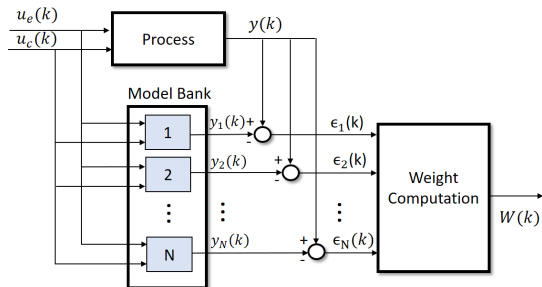 u_e(k)
u_c(k)
Process
y(k)
Model Bank
1
y_1(k)
+
-
ϵ_1(k)
2
y_2(k)
+
-
ϵ_2(k)
Weight
Computation
W(k)
⋮ ⋮ ⋮ ⋮
N
y_N(k)
+
-
ϵ_N(k)